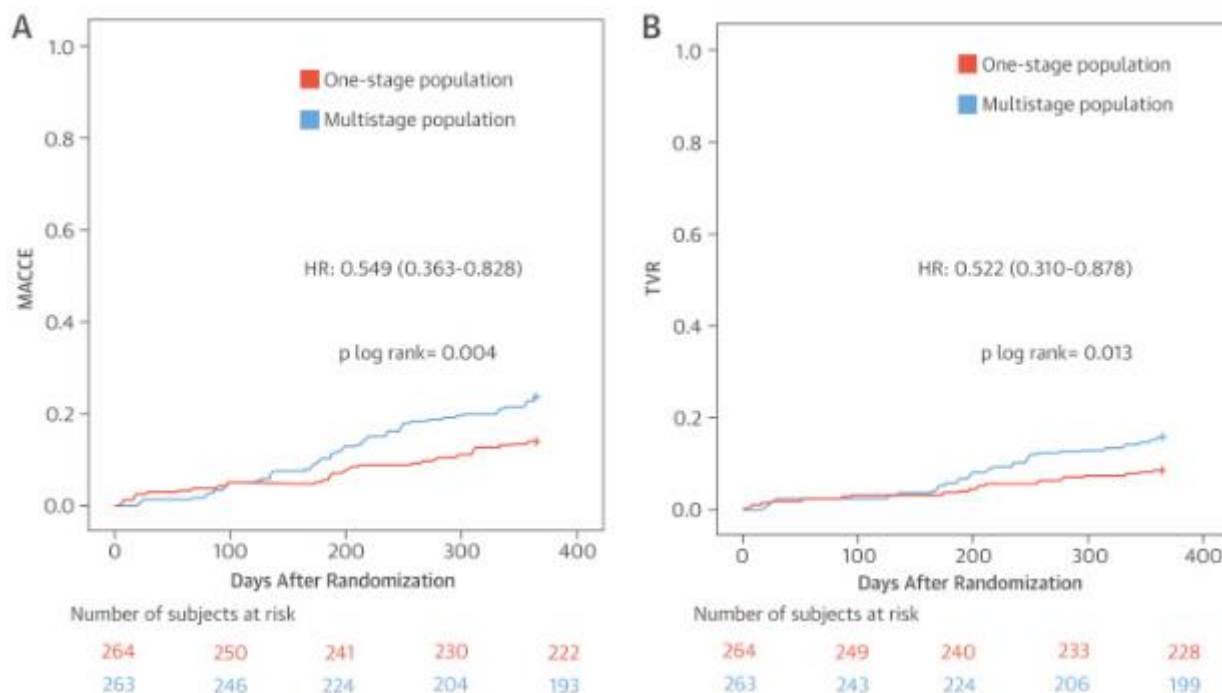 A
1.0
One-stage population
Multistage population
0.8
0.6
MACCE
HR: 0.549 (0.363-0.828)
0.4
p log rank= 0.004
0.2
0.0
0 100 200 300 400
Days After Randomization
Number of subjects at risk
264 250 241 230 222
263 246 224 204 193
B
1.0
One-stage population
Multistage population
0.8
0.6
TVR
HR: 0.522 (0.310-0.878)
0.4
p log rank= 0.013
0.2
0.0
0 100 200 300 400
Days After Randomization
Number of subjects at risk
264 249 240 233 228
263 243 224 206 199